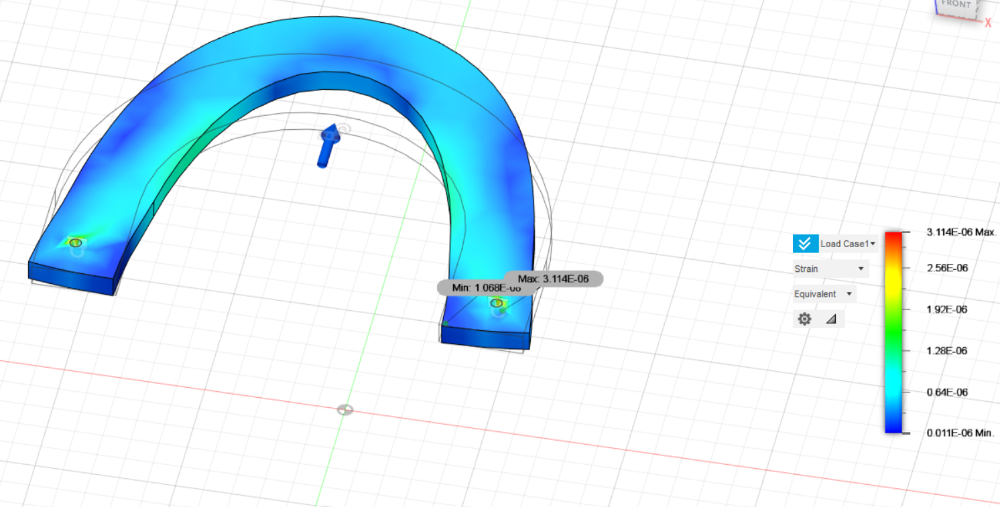 FRONT
X
Max: 3.114E-06
Min: 1.068E-08
Load Case1
Strain
Equivalent
3.114E-06 Max.
2.56E-06
1.92E-06
1.28E-06
0.64E-06
0.011E-06 Min.